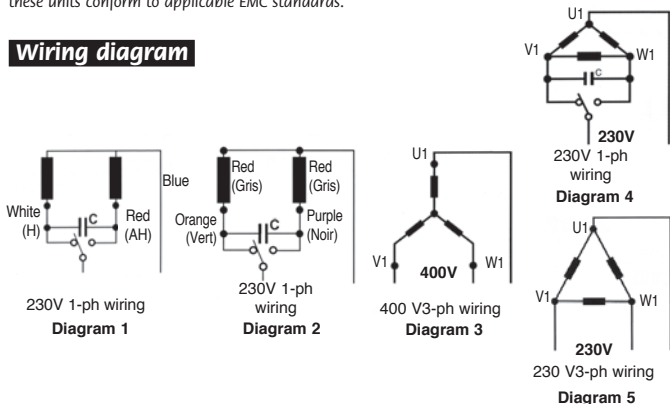 these units conform to applicable EMC standards.
Wiring diagram
White
(H)
C
Red
(AH)
Blue
230V 1-ph wiring
Diagram 1
Red
(Gris)
Red
(Gris)
Orange
(Vert)
C
Purple
(Noir)
230V 1-ph
wiring
Diagram 2
U1
V1
400V
W1
400 V3-ph wiring
Diagram 3
U1
V1
W1
C
230V
230V 1-ph
wiring
Diagram 4
U1
V1
W1
230V
230 V3-ph wiring
Diagram 5